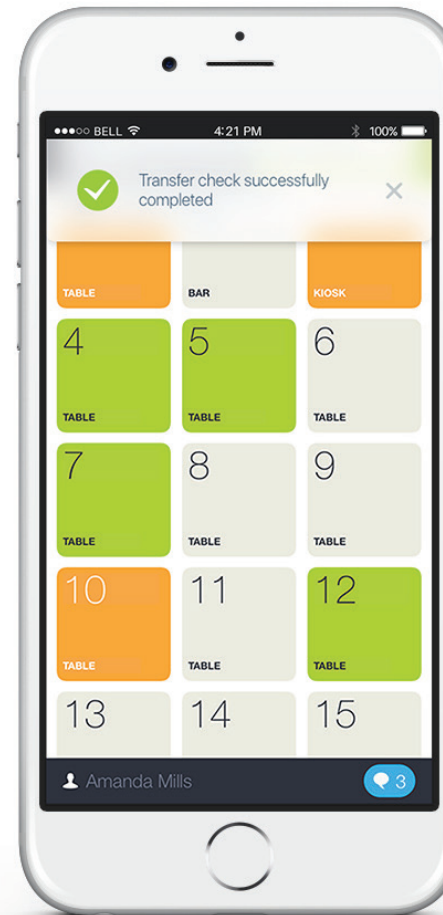 BELL 4:21 PM 100%
Transfer check successfully
completed
TABLE BAR KIOSK
4 5 6
TABLE TABLE TABLE
7 8 9
TABLE TABLE TABLE
10 11 12
TABLE TABLE TABLE
13 14 15
Amanda Mills 3